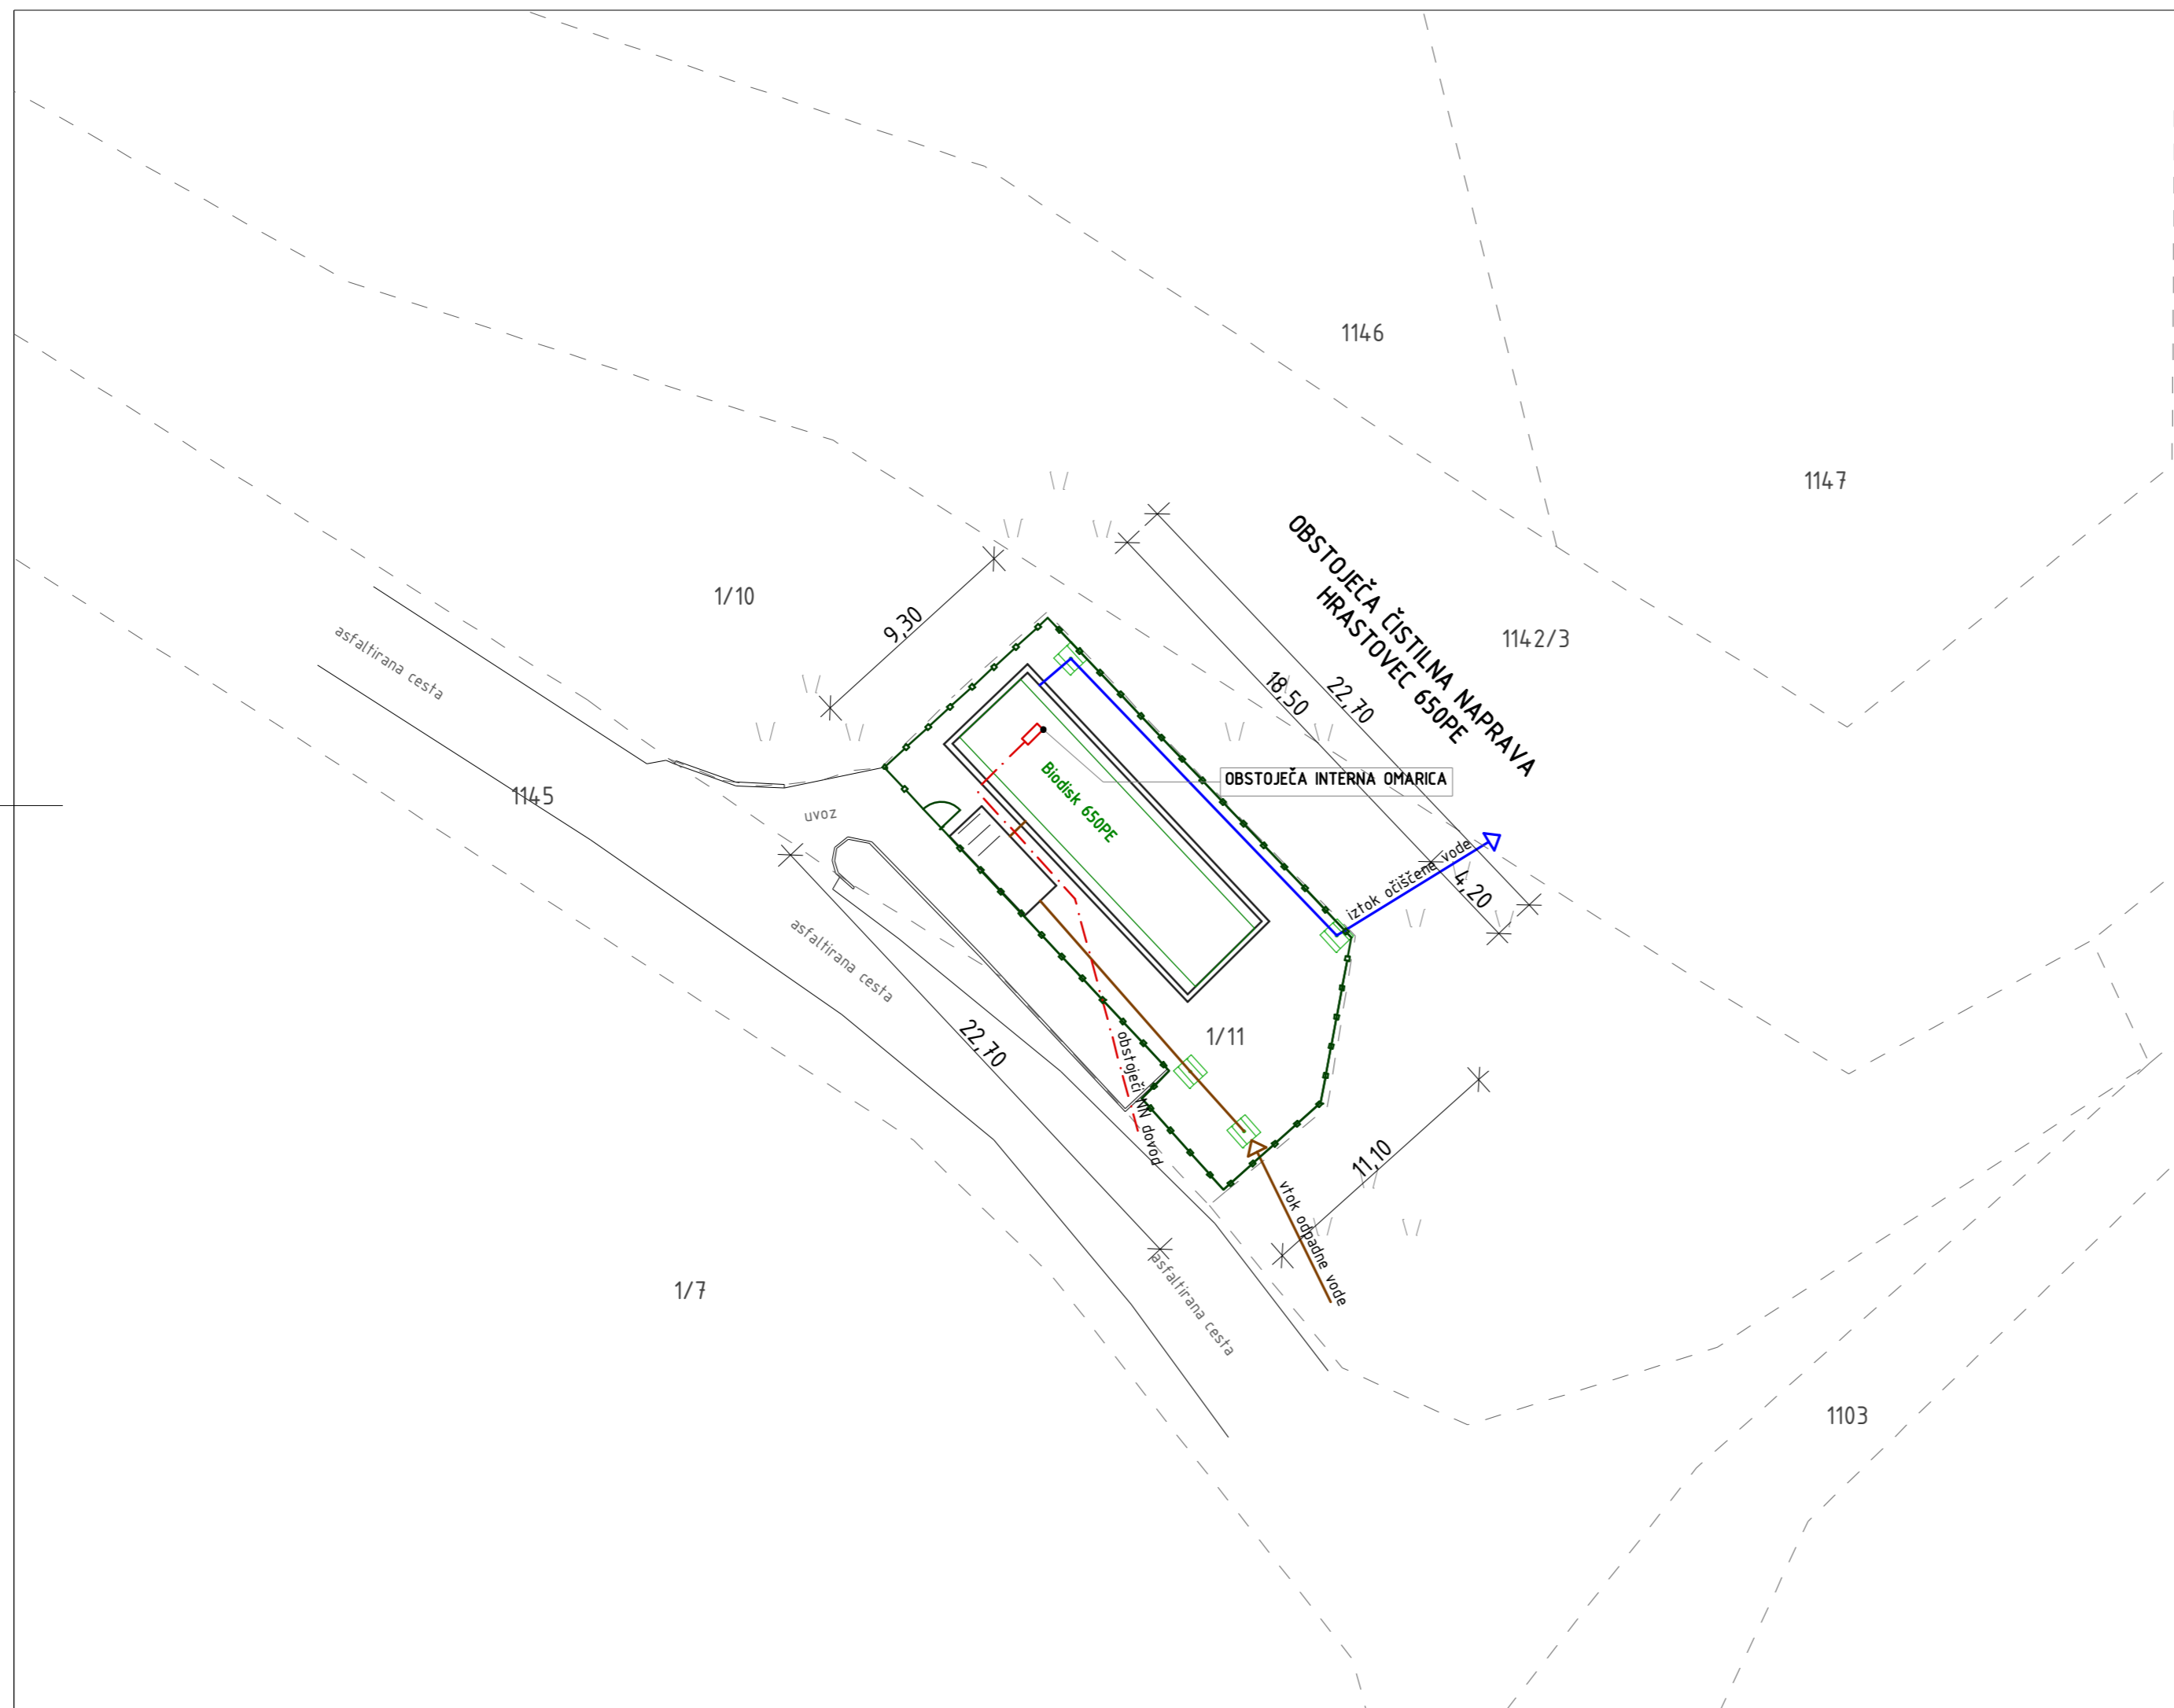 1146
1147
1/10
9,30
OBSTOJEČA ČISTILNA NAPRAVA
HRASTOVEC 650PE
1142/3
asfaltirana cesta
18,50
22,70
OBSTOJEČA INTERNA OMARICA
Biodisk 650PE
1145
uvoz
iztok očiščene vode
4,20
asfaltirana cesta
22,70
1/11
obstoječi NN dovod
11,10
vtok odpadne vode
1/7
asfaltirana cesta
1103